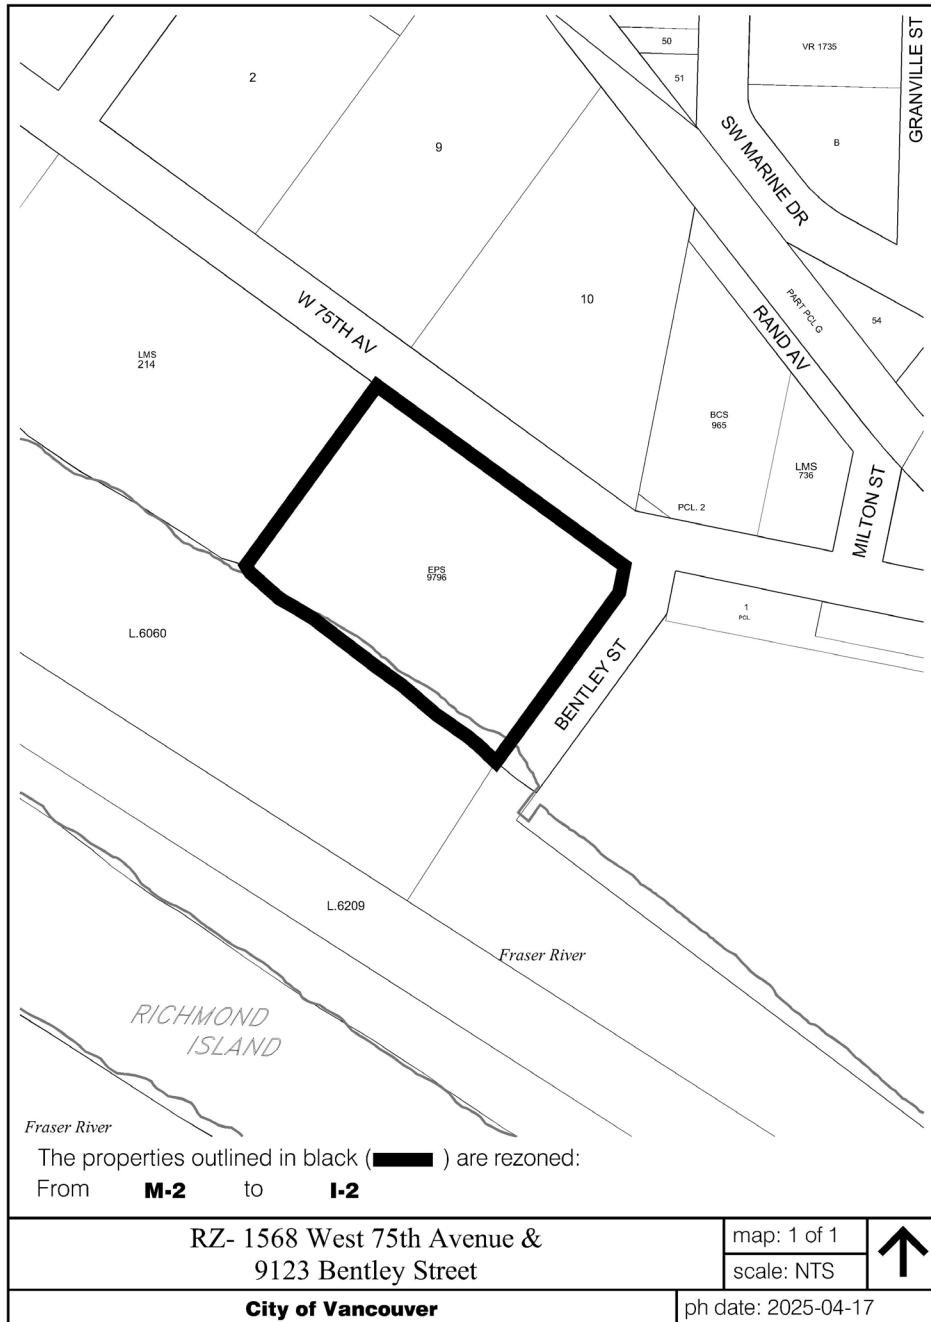 50
VR 1735
GRANVILLE ST
2
51
SW MARINE DR
B
9
W 75TH AV
10
PART PCL G
RAND AV
54
LMS
214
BCS
965
LMS
736
PCL. 2
MILTON ST
EPS
9796
1
PCL.
L.6060
BENTLEY ST
L.6209
Fraser River
RICHMOND
ISLAND
Fraser River
The properties outlined in black ( ) are rezoned:
From M-2 to I-2
RZ- 1568 West 75th Avenue &
9123 Bentley Street
map: 1 of 1
scale: NTS
City of Vancouver
ph date: 2025-04-17